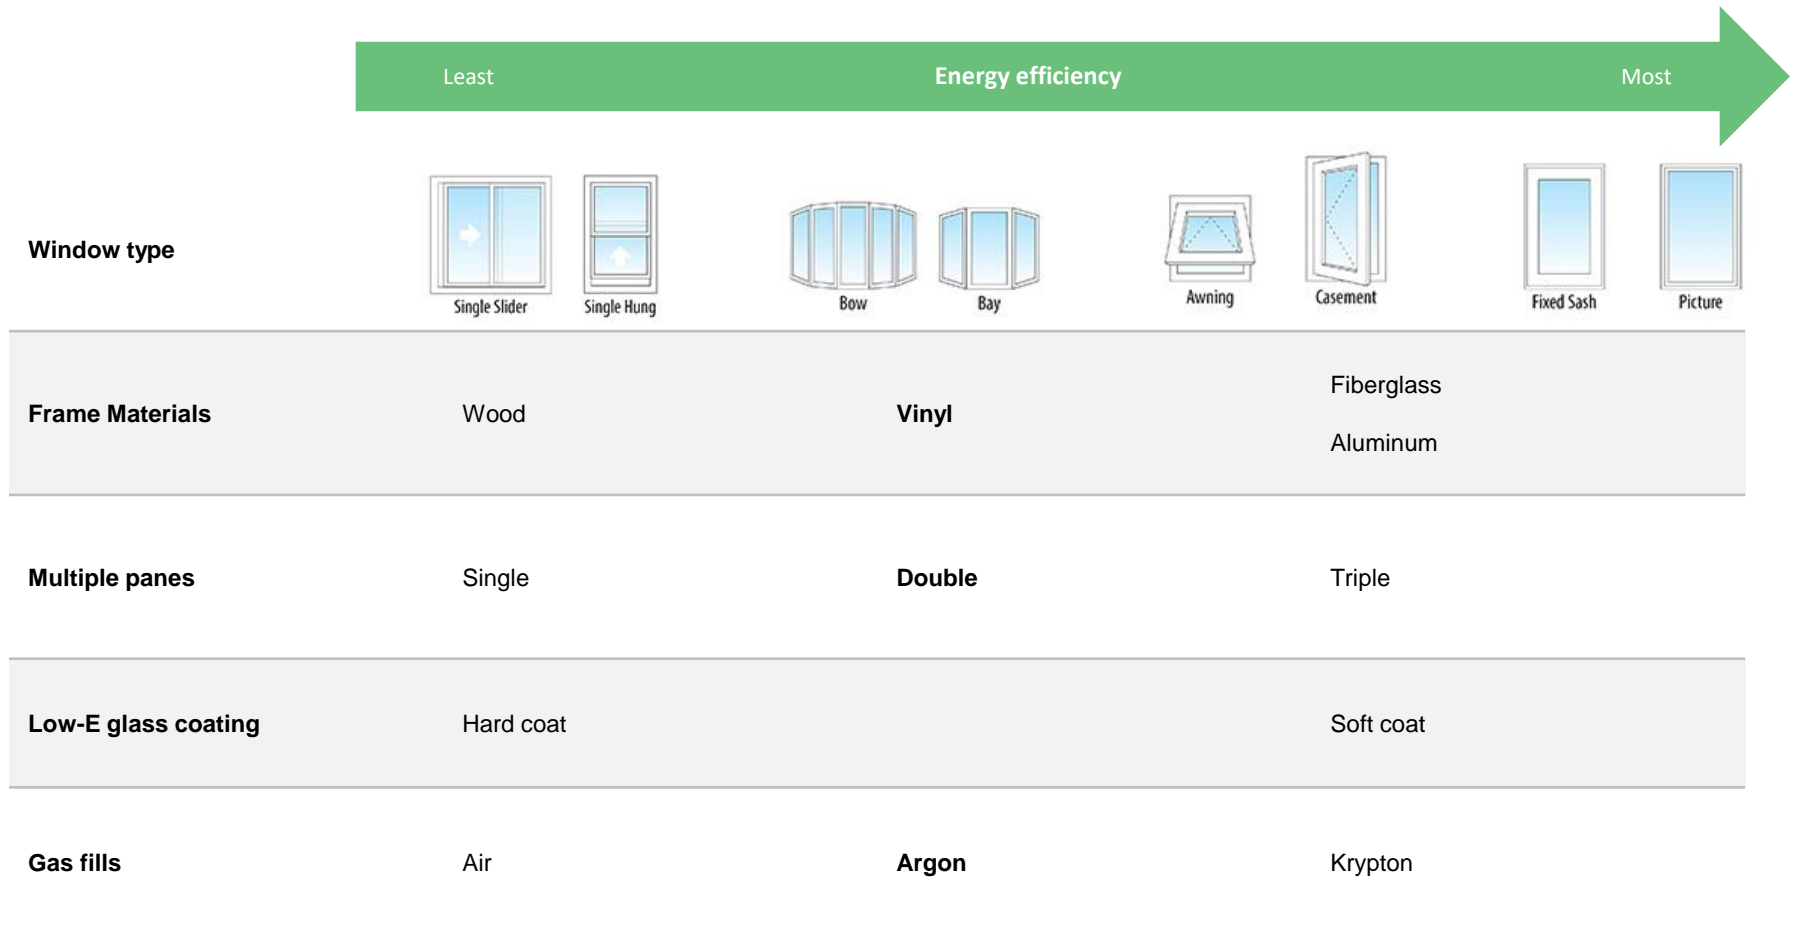 Least Energy efficiency Most
Window type
Single Slider Single Hung Bow Bay Awning Casement Fixed Sash Picture
Frame Materials Wood Vinyl Fiberglass
Aluminum
Multiple panes Single Double Triple
Low-E glass coating Hard coat Soft coat
Gas fills Air Argon Krypton